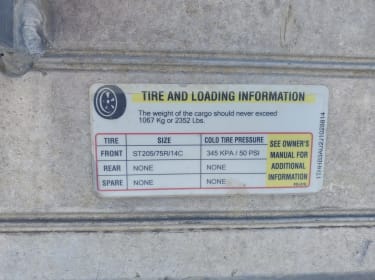 TIRE AND LOADING INFORMATION
The weight of the cargo should never exceed
1067 Kg or 2352 Lbs.
TIRE SIZE COLD TIRE PRESSURE
FRONT ST205/75R/14C 345 KPA / 50 PSI
REAR NONE NONE
SPARE NONE NONE
SEE OWNER'S
MANUAL FOR
ADDITIONAL
INFORMATION